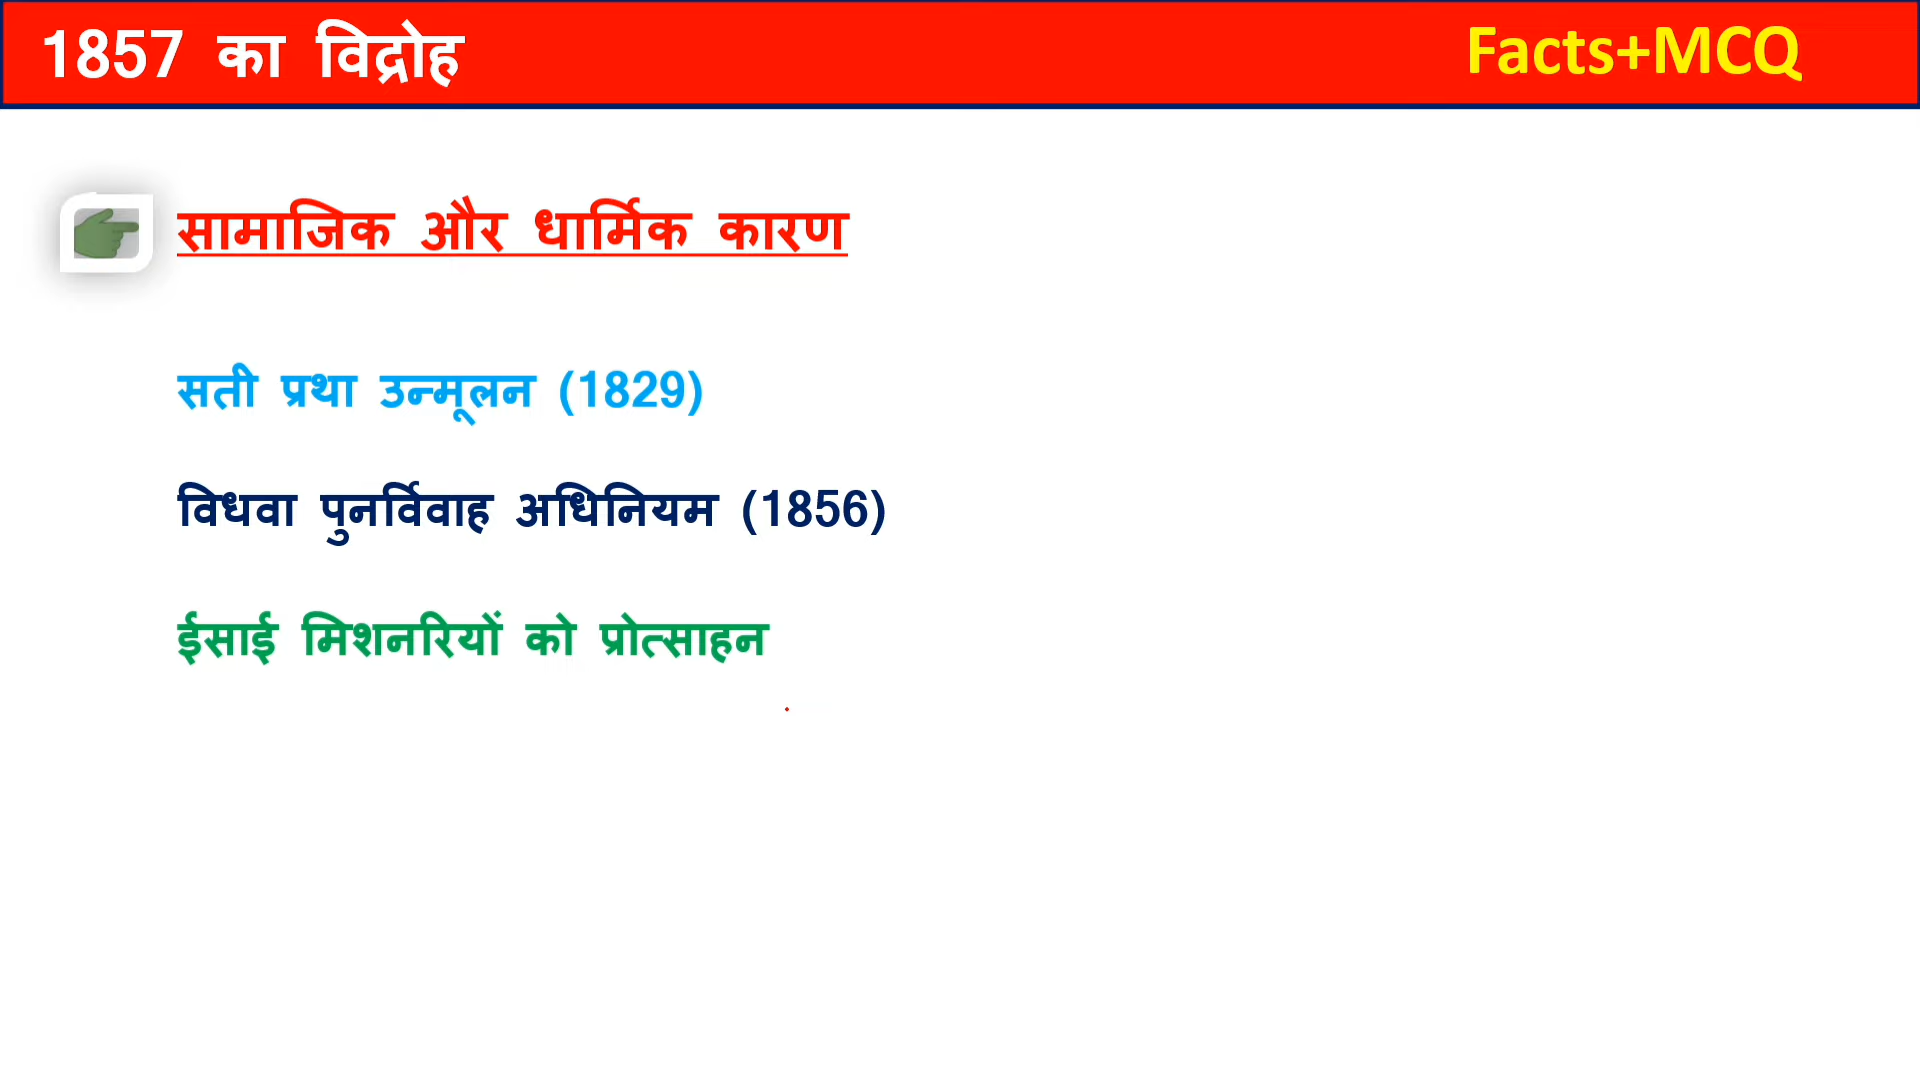 1857 का विद्रोह
Facts+MCQ
सामाजिक और धार्मिक कारण
सती प्रथा उन्मूलन (1829)
विधवा पुनर्विवाह अधिनियम (1856)
ईसाई मिशनरियों को प्रोत्साहन